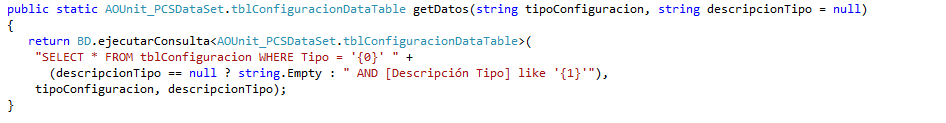 public static AOUnit_PCSDataSet.tblConfiguracionDataTable getDatos(string tipoConfiguracion, string descripcionTipo = null)
{
return BD.ejecutarConsulta<AOUnit_PCSDataSet.tblConfiguracionDataTable>(
"SELECT * FROM tblConfiguracion WHERE Tipo = '{0}' " +
(descripcionTipo == null ? string.Empty : " AND [Descripción Tipo] like '{1}'"),
tipoConfiguracion, descripcionTipo);
}